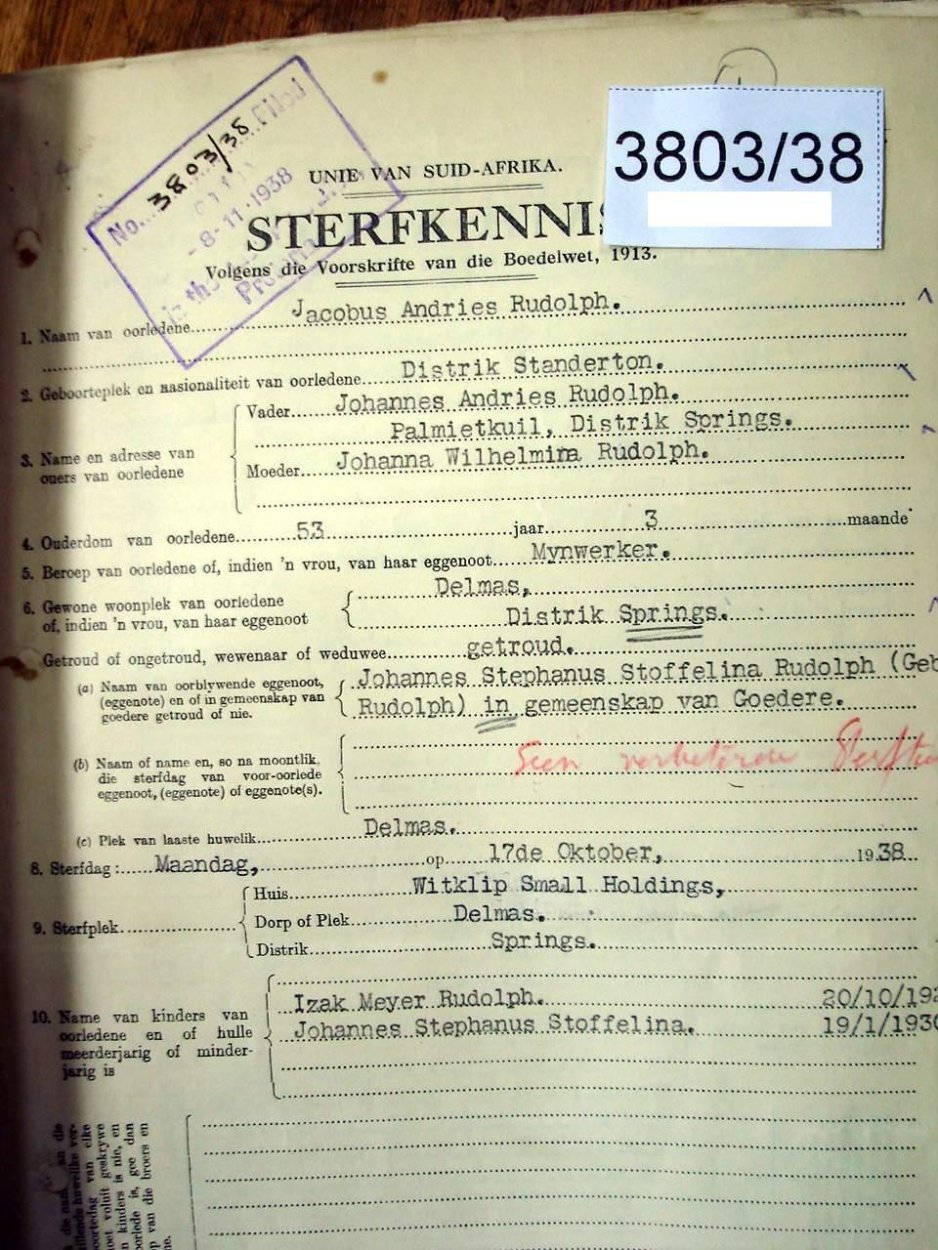 3803/38
No. 3803/38 Filed
- 8-11-1938
UNIE VAN SUID-AFRIKA.
STERFKENNIS
Volgens die Voorskrifte van die Boedelwet, 1913.
1. Naam van oorledene Jacobus Andries Rudolph.
2. Geboorteplek en nasionaliteit van oorledene Distrik Standerton.
3. Name en adresse van ouers van oorledene
Vader Johannes Andries Rudolph.
Palmietkuil, Distrik Springs.
Moeder Johanna Wilhelmina Rudolph.
4. Ouderdom van oorledene 53 jaar 3 maande
5. Beroep van oorledene of, indien 'n vrou, van haar eggenoot Mynwerker.
6. Gewone woonplek van oorledene Delmas,
of, indien 'n vrou, van haar eggenoot Distrik Springs.
Getroud of ongetroud, wewenaar of weduwee getroud.
(a) Naam van oorblywende eggenoot, Johannes Stephanus Stoffelina Rudolph (Geb
(eggenote) en of in gemeenskap van Rudolph) in gemeenskap van Goedere.
goedere getroud of nie.
(b) Naam of name en, so na moontlik,
die sterfdag van voor-oorlede
eggenoot, (eggenote) of eggenote(s).
Sien verbeterde
(c) Plek van laaste huwelik Delmas.
8. Sterfdag: Maandag, op 17de Oktober, 1938
9. Sterfplek
Huis Witklip Small Holdings,
Dorp of Plek Delmas.
Distrik Springs.
10. Name van kinders van
oorledene en of hulle
meerderjarig of minder-
jarig is
Izak Meyer Rudolph. 20/10/192
Johannes Stephanus Stoffelina. 19/1/1930